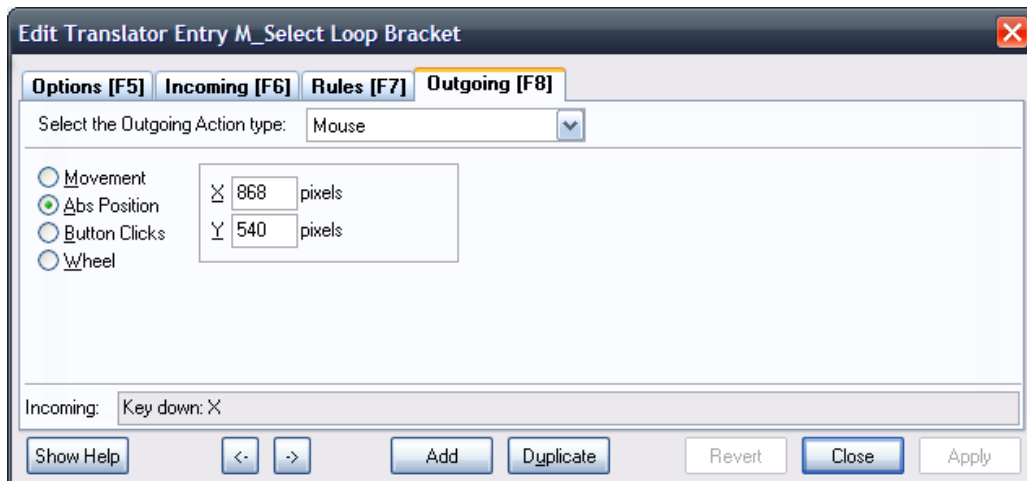 Edit Translator Entry M_Select Loop Bracket
Options [F5] Incoming [F6] Rules [F7] Outgoing [F8]
Select the Outgoing Action type: Mouse
Movement
Abs Position
Button Clicks
Wheel
X 868 pixels
Y 540 pixels
Incoming: Key down: X
Show Help <- -> Add Duplicate Revert Close Apply